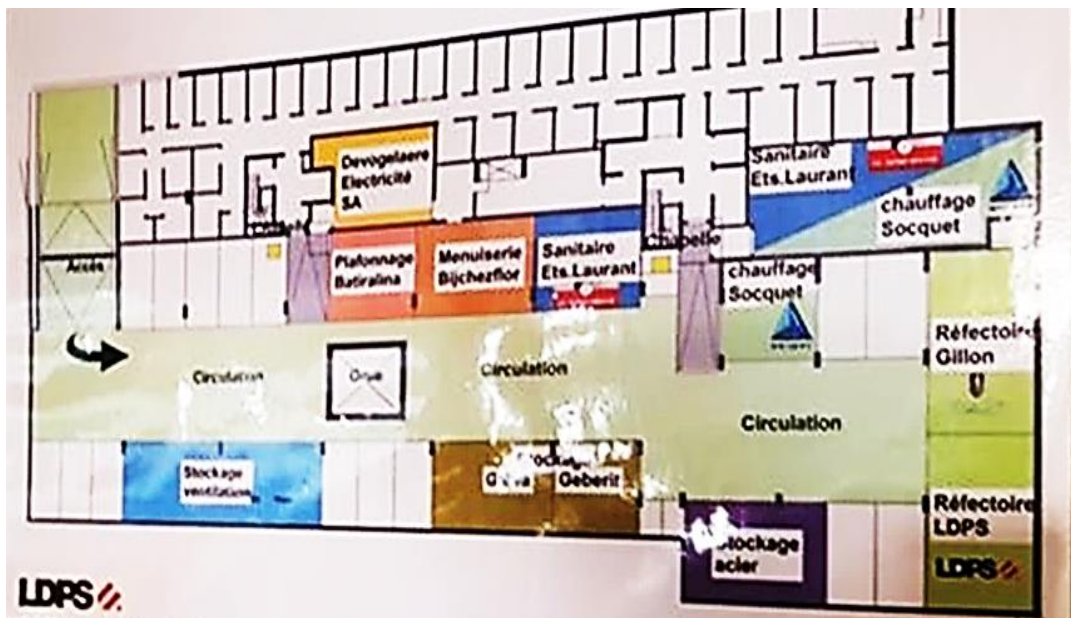 Devogelaere
Electricité
SA
Sanitaire
Ets.Laurant
chauffage
Socquet
Accès
Plafonnage
Batiralina
Menuiserie
Bijchezflor
Sanitaire
Ets.Laurant
Chapelle
chauffage
Socquet
Réfectoire
Gillon
Circulation
Grue
Circulation
Circulation
Stockage
ventilation
Stockage
Geberir
Stockage
acier
Réfectoire
LDPS
LDPS
LDPS